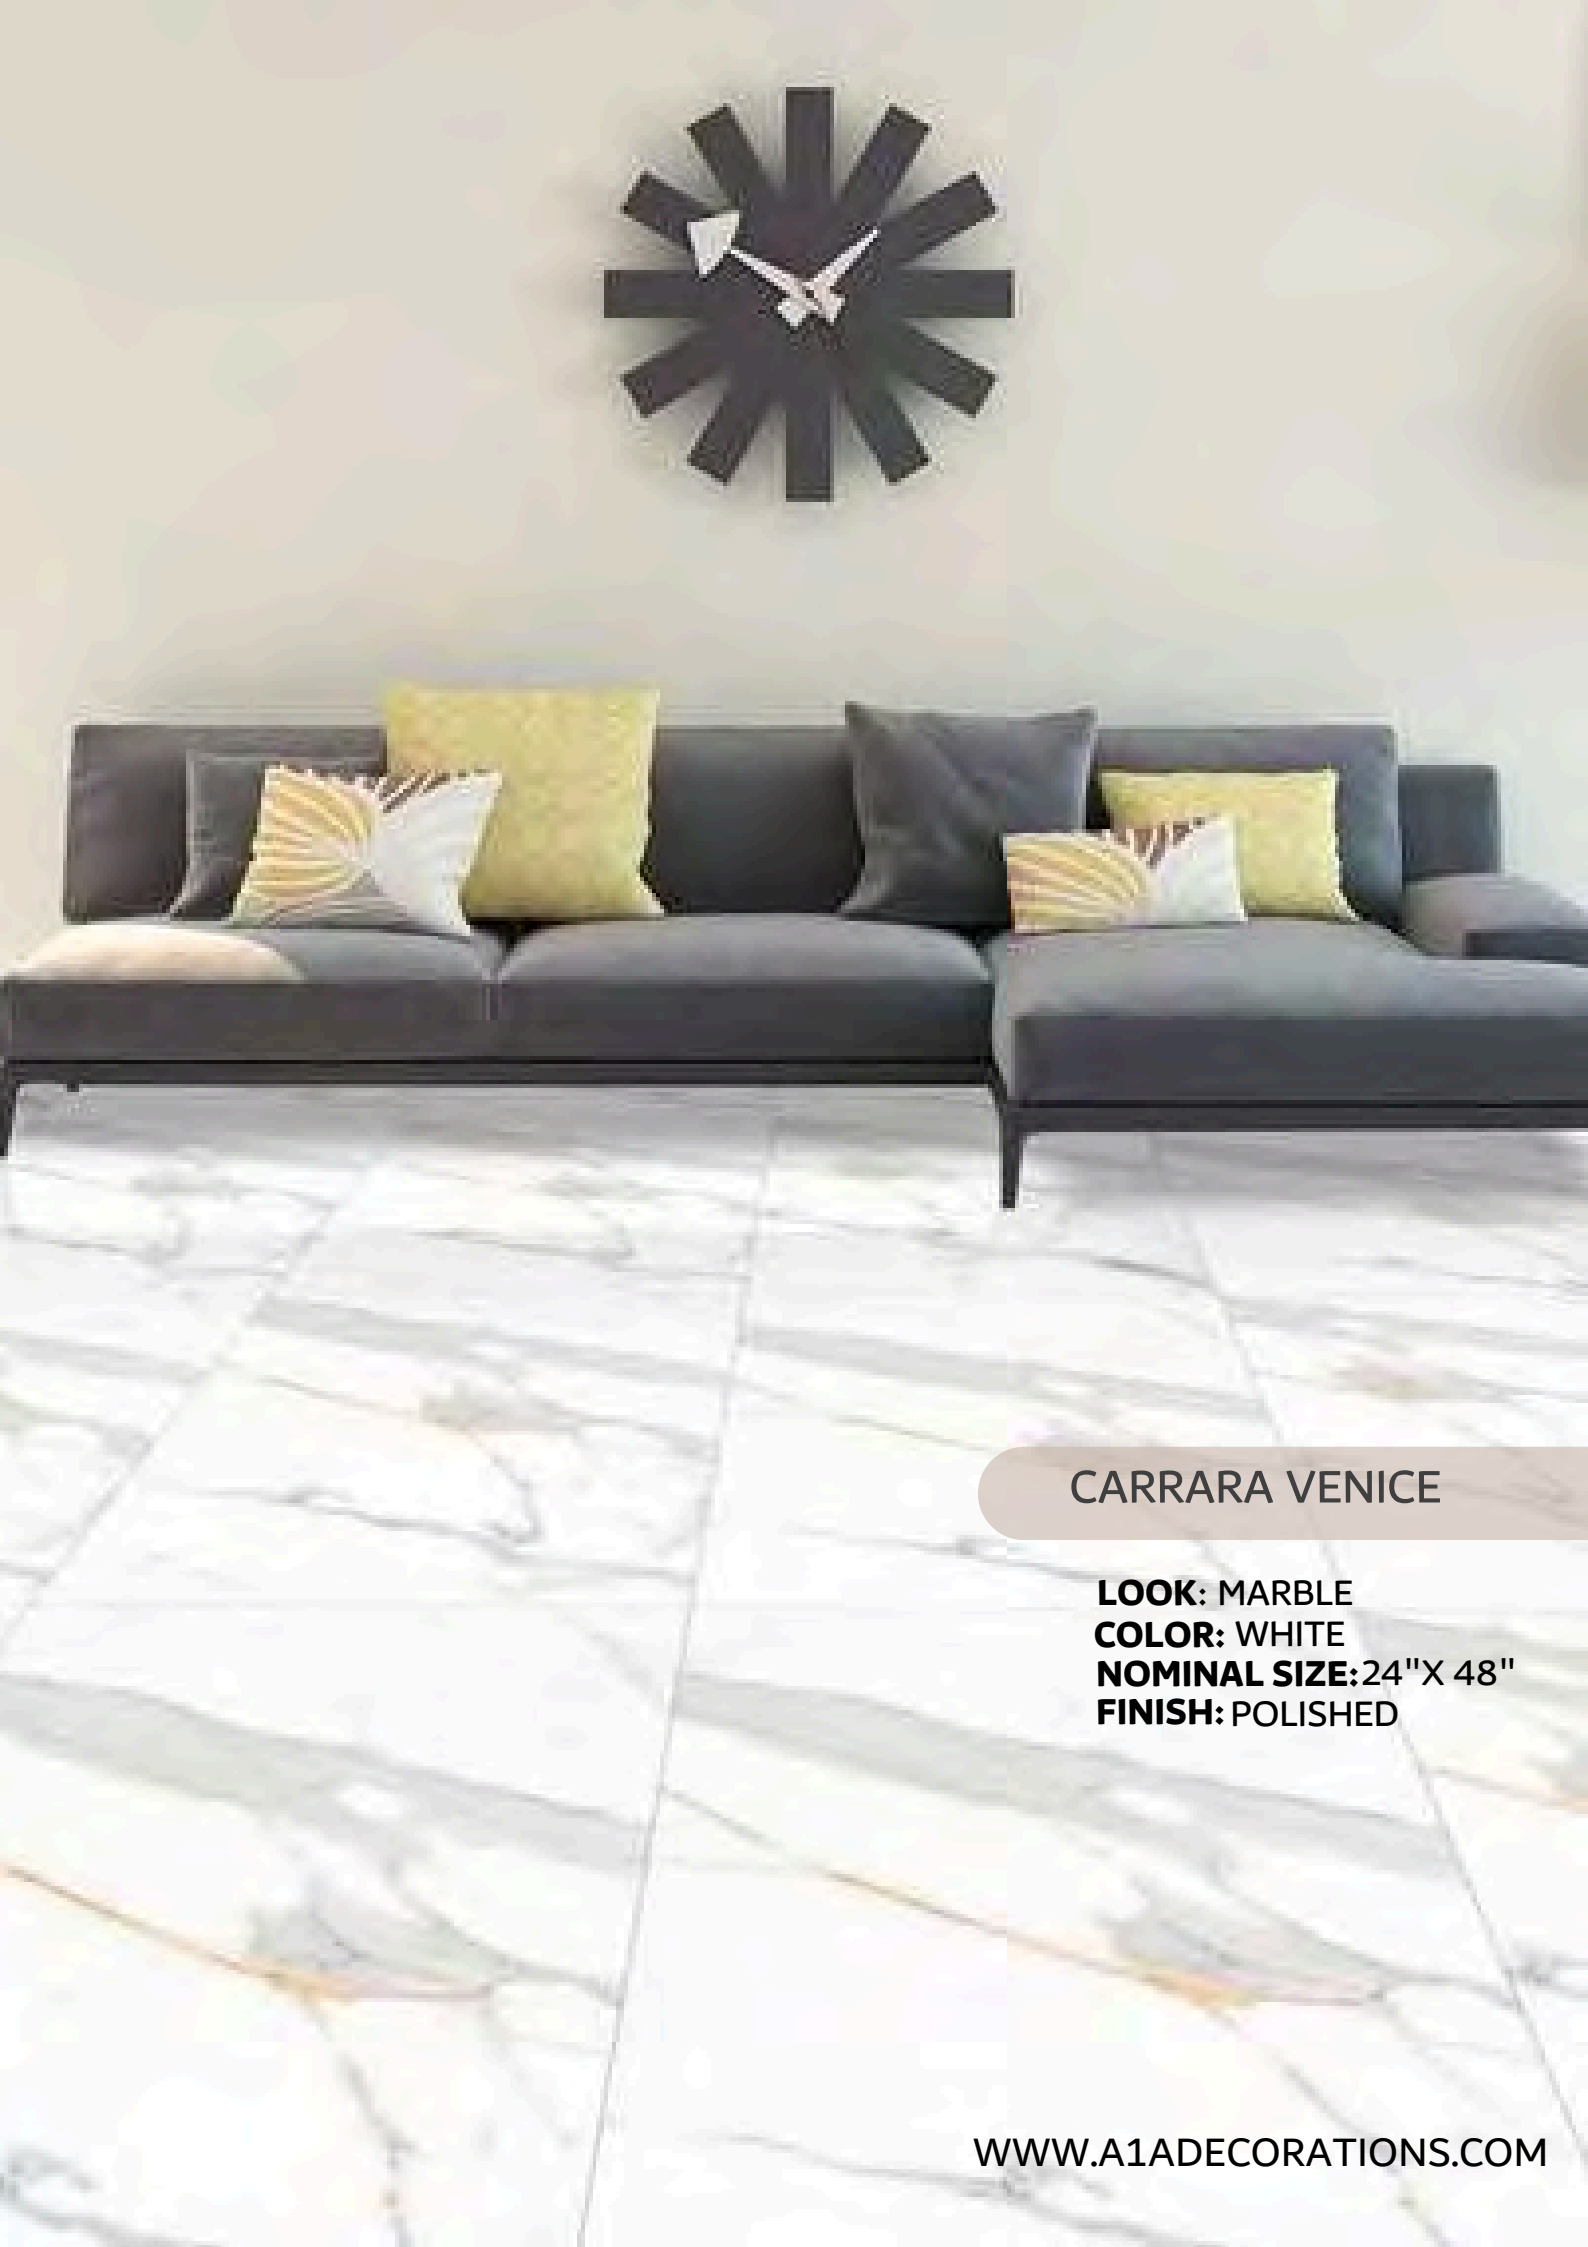 CARRARA VENICE
LOOK: MARBLE
COLOR: WHITE
NOMINAL SIZE:24"X 48"
FINISH: POLISHED
WWW.A1ADECORATIONS.COM